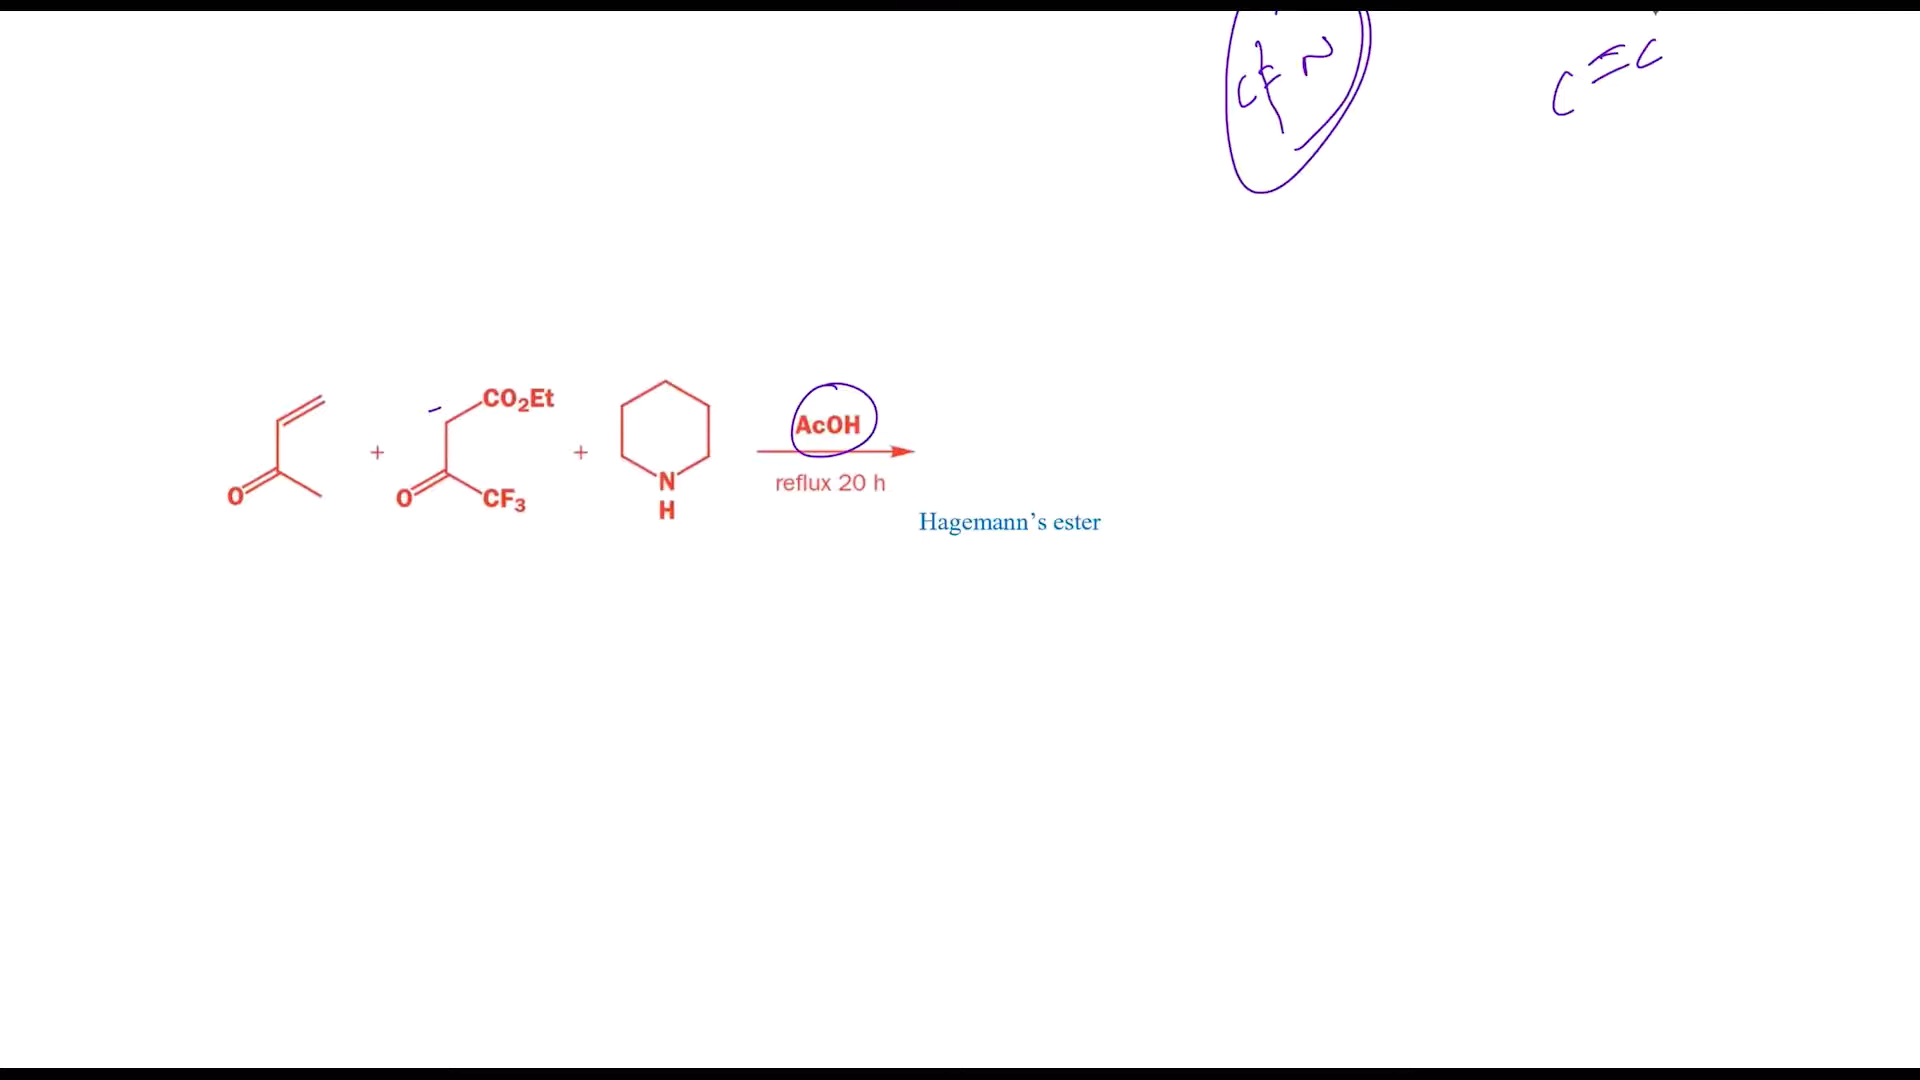 C≠N
C=C
O
+
O
CO₂Et
CF₃
+
N
H
AcOH
reflux 20 h
Hagemann’s ester